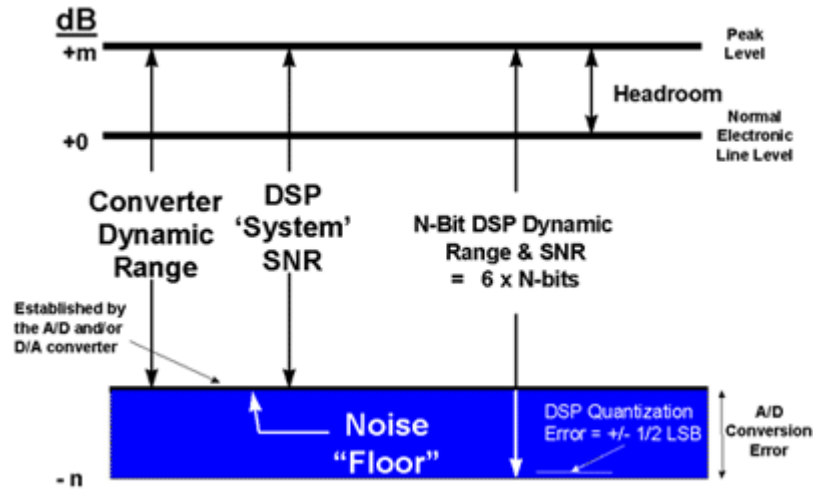 dB
+m
Peak
Level
Headroom
+0
Normal
Electronic
Line Level
Converter
Dynamic
Range
DSP
‘System’
SNR
N-Bit DSP Dynamic
Range & SNR
= 6 x N-bits
Established by
the A/D and/or
D/A converter
Noise
“Floor”
DSP Quantization
Error = +/- 1/2 LSB
A/D
Conversion
Error
- n